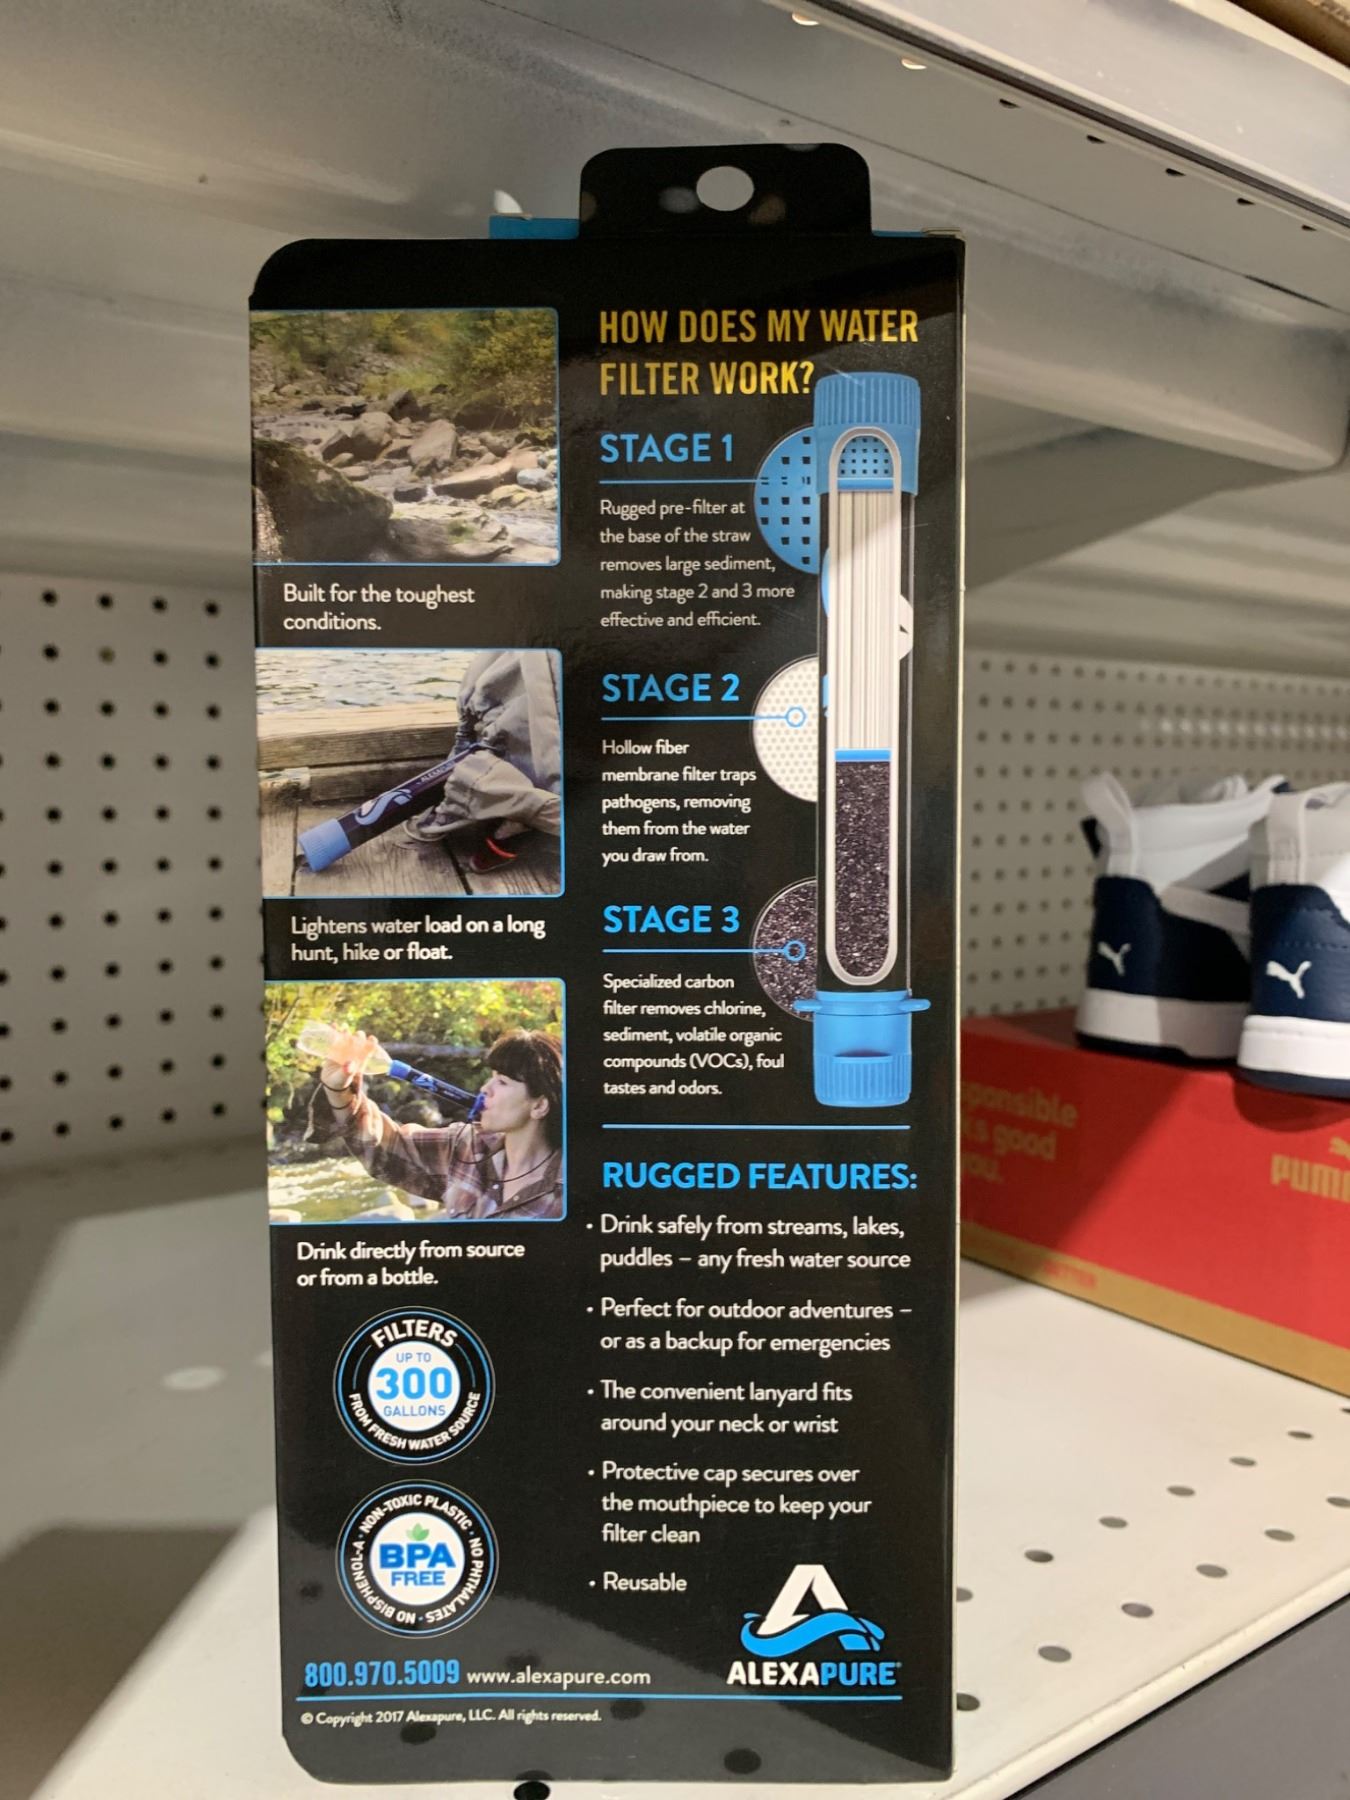 HOW DOES MY WATER
FILTER WORK?
STAGE 1
Rugged pre-filter at
the base of the straw
removes large sediment,
making stage 2 and 3 more
effective and efficient.
STAGE 2
Hollow fiber
membrane filter traps
pathogens, removing
them from the water
you draw from.
STAGE 3
Specialized carbon
filter removes chlorine,
sediment, volatile organic
compounds (VOCs), foul
tastes and odors.
Built for the toughest
conditions.
ALEXAPURE
Lightens water load on a long
hunt, hike or float.
Drink directly from source
or from a bottle.
FILTERS
UP TO
300
GALLONS
FROM FRESH WATER SOURCE
NON-TOXIC PLASTIC · NO PHTHALATES · NO BISPHENOL-A ·
BPA
FREE
RUGGED FEATURES:
• Drink safely from streams, lakes,
puddles – any fresh water source
• Perfect for outdoor adventures –
or as a backup for emergencies
• The convenient lanyard fits
around your neck or wrist
• Protective cap secures over
the mouthpiece to keep your
filter clean
• Reusable
ALEXAPURE®
800.970.5009 www.alexapure.com
© Copyright 2017 Alexapure, LLC. All rights reserved.
good